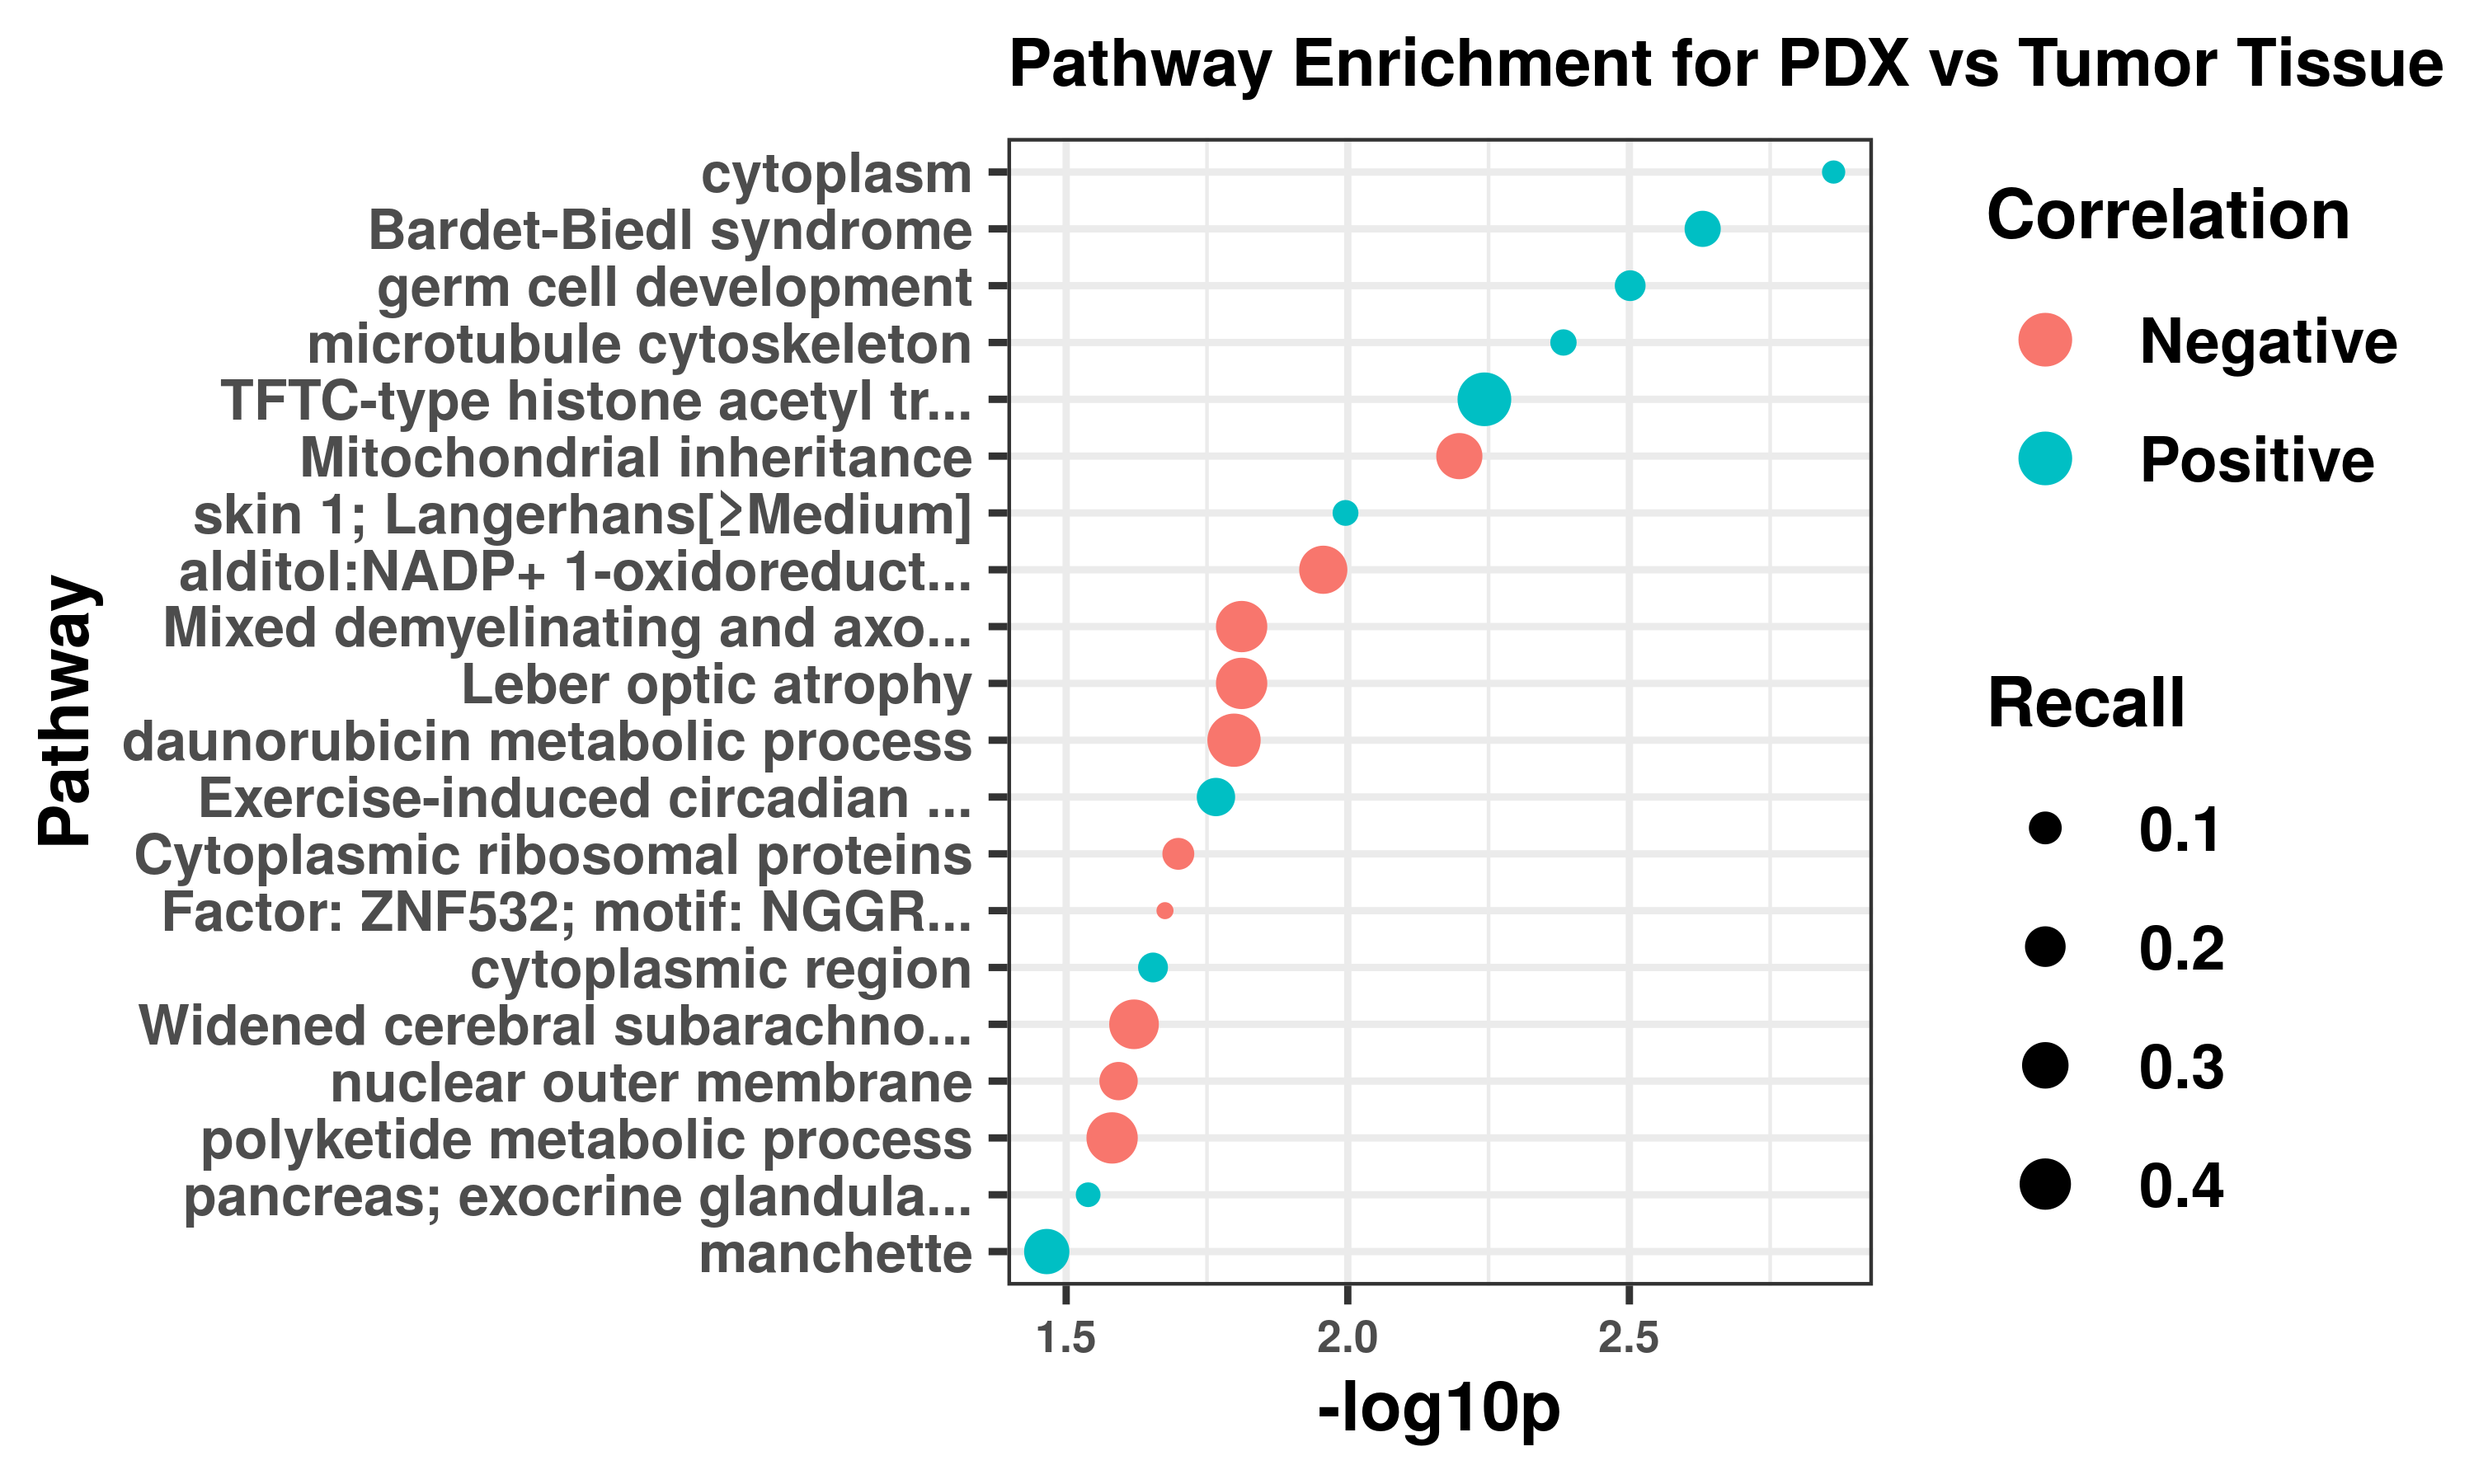 Pathway Enrichment for PDX vs Tumor Tissue
Pathway
cytoplasm
Bardet-Biedl syndrome
germ cell development
microtubule cytoskeleton
TFTC-type histone acetyl tr...
Mitochondrial inheritance
skin 1; Langerhans[≥Medium]
alditol:NADP+ 1-oxidoreduct...
Mixed demyelinating and axo...
Leber optic atrophy
daunorubicin metabolic process
Exercise-induced circadian ...
Cytoplasmic ribosomal proteins
Factor: ZNF532; motif: NGGR...
cytoplasmic region
Widened cerebral subarachno...
nuclear outer membrane
polyketide metabolic process
pancreas; exocrine glandula...
manchette
1.5 2.0 2.5
-log10p
Correlation
Negative
Positive
Recall
0.1
0.2
0.3
0.4